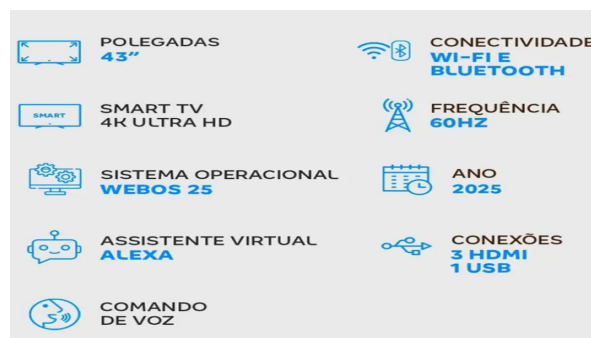 POLEGADAS
43"
SMART
SMART TV
4K ULTRA HD
SISTEMA OPERACIONAL
WEBOS 25
ASSISTENTE VIRTUAL
ALEXA
COMANDO
DE VOZ
CONECTIVIDADE
WI-FI E
BLUETOOTH
FREQUÊNCIA
60HZ
ANO
2025
CONEXÕES
3 HDMI
1 USB